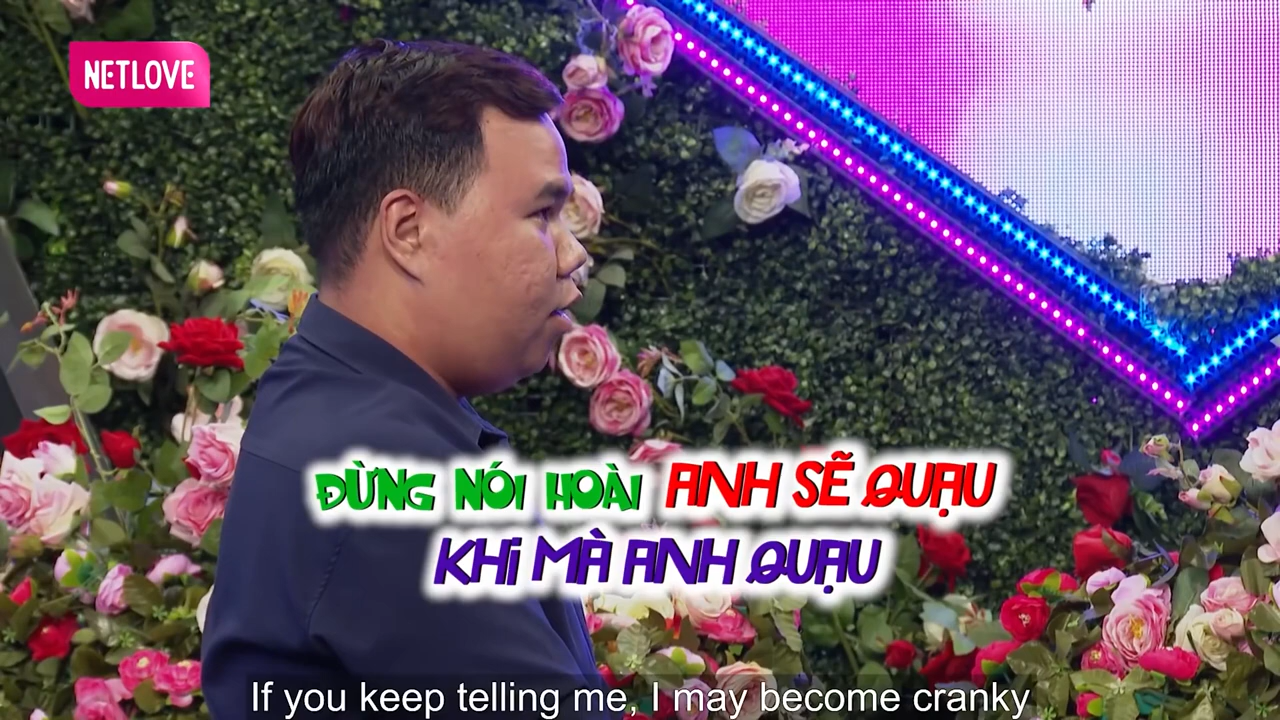 NETLOVE
ĐỪNG NÓI HOÀI ANH SẼ QUẠU
KHi MÀ ANH QUẠU
If you keep telling me, I may become cranky